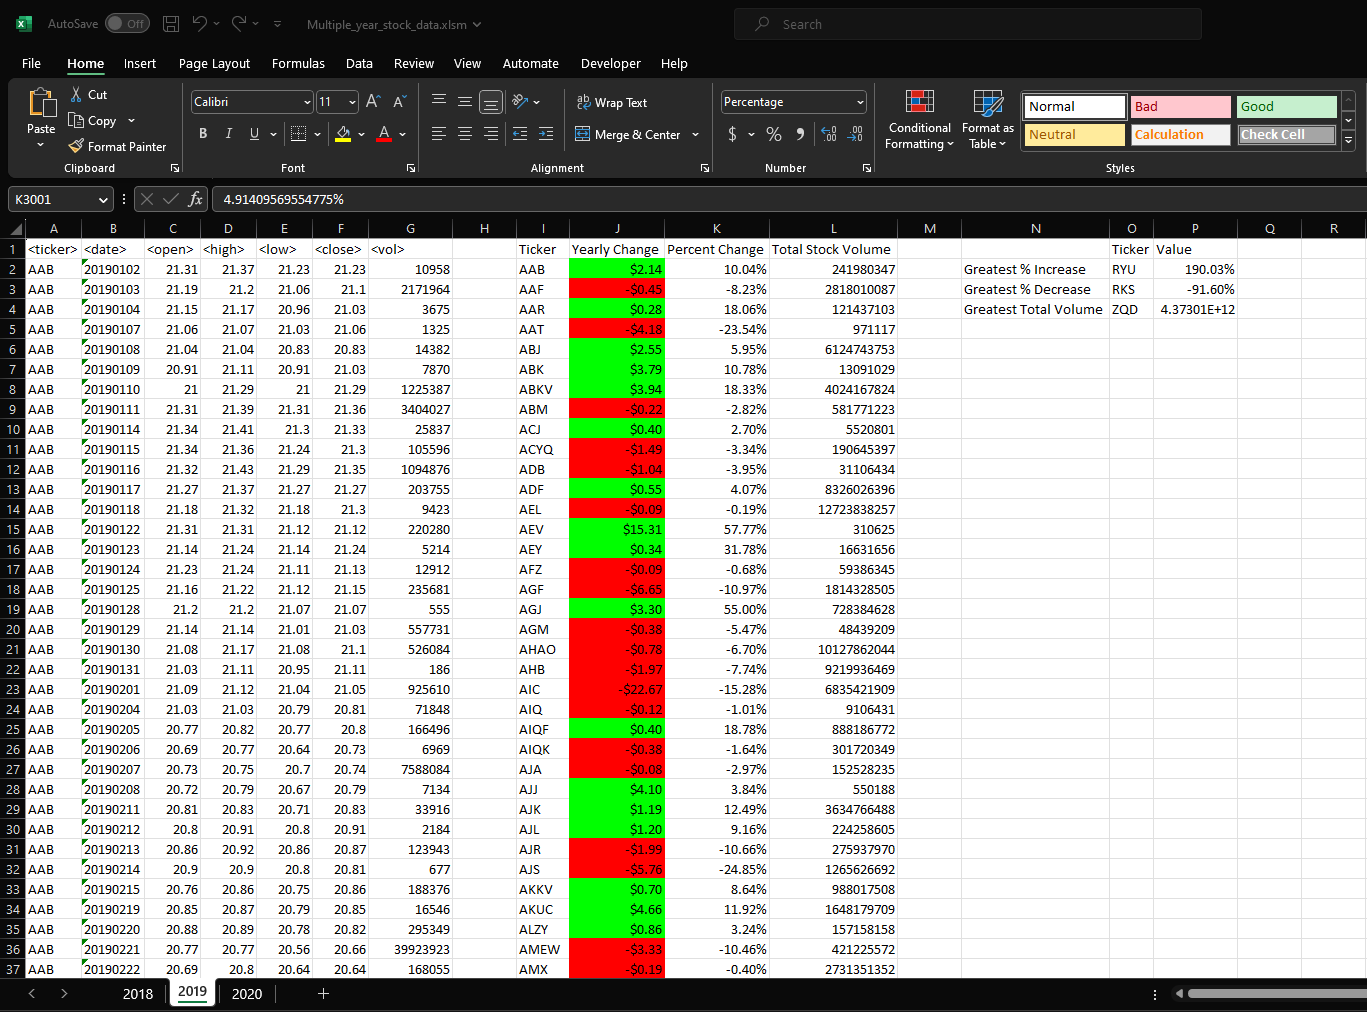 AutoSave Off Multiple_year_stock_data.xlsm Search
File Home Insert Page Layout Formulas Data Review View Automate Developer Help
Cut
Copy
Format Painter
Paste
Clipboard
Calibri 11
B I U A
Font
Wrap Text
Merge & Center
Alignment
Percentage
$ % 9
Number
Conditional Formatting
Format as Table
Normal Bad Good
Neutral Calculation Check Cell
Styles
K3001 fx 4.91409569554775%
A B C D E F G H I J K L M N O P Q R
1 <ticker> <date> <open> <high> <low> <close> <vol> Ticker Yearly Change Percent Change Total Stock Volume Ticker Value
2 AAB 20190102 21.31 21.37 21.23 21.23 10958 AAB $2.14 10.04% 241980347 Greatest % Increase RYU 190.03%
3 AAB 20190103 21.19 21.2 21.06 21.1 2171964 AAF -$0.45 -8.23% 2818010087 Greatest % Decrease RKS -91.60%
4 AAB 20190104 21.15 21.17 20.96 21.03 3675 AAR $0.28 18.06% 121437103 Greatest Total Volume ZQD 4.37301E+12
5 AAB 20190107 21.06 21.07 21.03 21.06 1325 AAT -$4.18 -23.54% 971117
6 AAB 20190108 21.04 21.04 20.83 20.83 14382 ABJ $2.55 5.95% 6124743753
7 AAB 20190109 20.91 21.11 20.91 21.03 7870 ABK $3.79 10.78% 13091029
8 AAB 20190110 21 21.29 21 21.29 1225387 ABKV $3.94 18.33% 4024167824
9 AAB 20190111 21.31 21.39 21.31 21.36 3404027 ABM -$0.22 -2.82% 581771223
10 AAB 20190114 21.34 21.41 21.3 21.33 25837 ACJ $0.40 2.70% 5520801
11 AAB 20190115 21.34 21.36 21.24 21.3 105596 ACYQ -$1.49 -3.34% 190645397
12 AAB 20190116 21.32 21.43 21.29 21.35 1094876 ADB -$1.04 -3.95% 31106434
13 AAB 20190117 21.27 21.37 21.27 21.27 203755 ADF $0.55 4.07% 8326026396
14 AAB 20190118 21.18 21.32 21.18 21.3 9423 AEL -$0.09 -0.19% 12723838257
15 AAB 20190122 21.31 21.31 21.12 21.12 220280 AEV $15.31 57.77% 310625
16 AAB 20190123 21.14 21.24 21.14 21.24 5214 AEY $0.34 31.78% 16631656
17 AAB 20190124 21.23 21.24 21.11 21.13 12912 AFZ -$0.09 -0.68% 59386345
18 AAB 20190125 21.16 21.22 21.12 21.15 235681 AGF -$6.65 -10.97% 1814328505
19 AAB 20190128 21.2 21.2 21.07 21.07 555 AGJ $3.30 55.00% 728384628
20 AAB 20190129 21.14 21.14 21.01 21.03 557731 AGM -$0.38 -5.47% 48439209
21 AAB 20190130 21.08 21.17 21.08 21.1 526084 AHAO -$0.78 -6.70% 10127862044
22 AAB 20190131 21.03 21.11 20.95 21.11 186 AHB -$1.97 -7.74% 9219936469
23 AAB 20190201 21.09 21.12 21.04 21.05 925610 AIC -$22.67 -15.28% 6835421909
24 AAB 20190204 21.03 21.03 20.79 20.81 71848 AIQ -$0.12 -1.01% 9106431
25 AAB 20190205 20.77 20.82 20.77 20.8 166496 AIQF $0.40 18.78% 888186772
26 AAB 20190206 20.69 20.77 20.64 20.73 6969 AIQK -$0.38 -1.64% 301720349
27 AAB 20190207 20.73 20.75 20.7 20.74 7588084 AJA -$0.08 -2.97% 152528235
28 AAB 20190208 20.72 20.79 20.67 20.79 7134 AJJ $4.10 3.84% 550188
29 AAB 20190211 20.81 20.83 20.71 20.83 33916 AJK $1.19 12.49% 3634766488
30 AAB 20190212 20.8 20.91 20.8 20.91 2184 AJL $1.20 9.16% 224258605
31 AAB 20190213 20.86 20.92 20.86 20.87 123943 AJR -$1.99 -10.66% 275937970
32 AAB 20190214 20.9 20.9 20.8 20.81 677 AJS -$5.76 -24.85% 1265626692
33 AAB 20190215 20.76 20.86 20.75 20.86 188376 AKKV $0.70 8.64% 988017508
34 AAB 20190219 20.85 20.87 20.79 20.85 16546 AKUC $4.66 11.92% 1648179709
35 AAB 20190220 20.88 20.89 20.78 20.82 295349 ALZY $0.86 3.24% 157158158
36 AAB 20190221 20.77 20.77 20.56 20.66 39923923 AMEW -$3.33 -10.46% 421225572
37 AAB 20190222 20.69 20.8 20.64 20.64 168055 AMX -$0.19 -0.40% 2731351352
2018 2019 2020